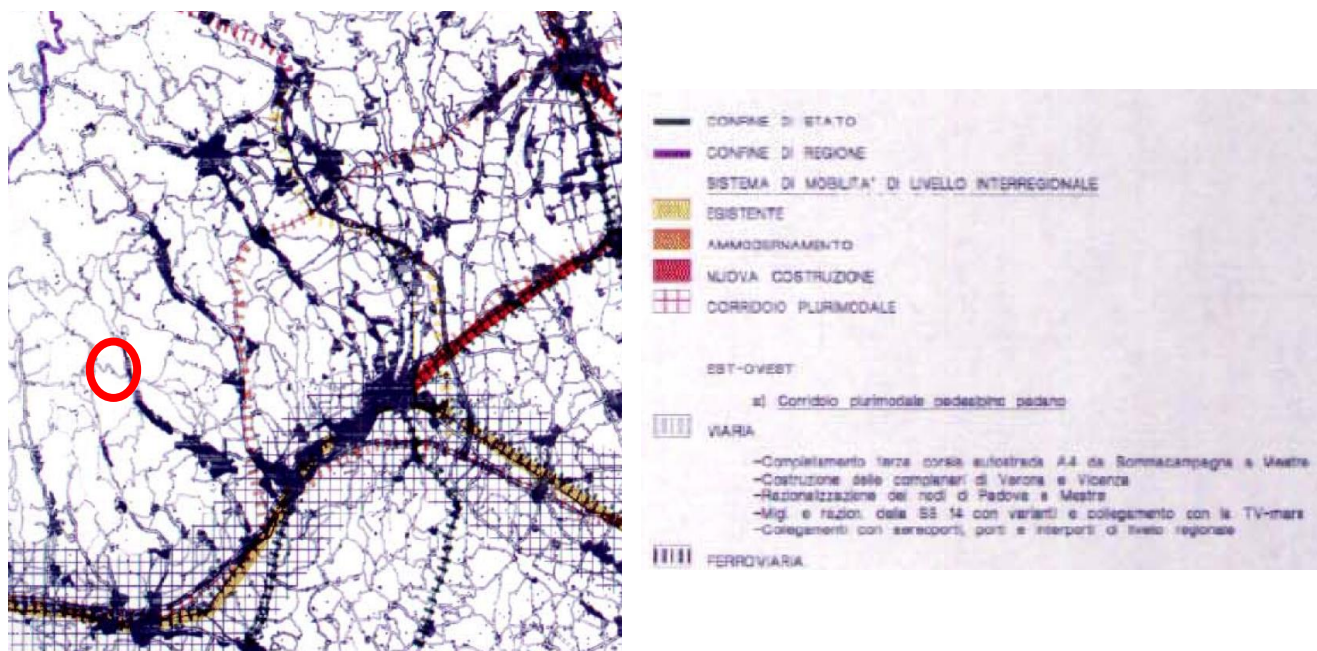 CONFINE DI STATO
CONFINE DI REGIONE
SISTEMA DI MOBILITA' DI LIVELLO INTERREGIONALE
ESISTENTE
AMMODERNAMENTO
NUOVA COSTRUZIONE
CORRIDOIO PLURIMODALE
EST-OVEST
a) Corridoio plurimodale pedealpino padano
VIARIA
-Completamento terza corsia autostrada A4 da Sommacampagna a Mestre
-Costruzione delle complanari di Verona e Vicenza
-Razionalizzazione dei nodi di Padova e Mestre
-Migl. e razion. della SS 14 con varianti e collegamento con la TV-mare
-Collegamenti con aereoporti, porti e interporti di livello regionale
FERROVIARIA